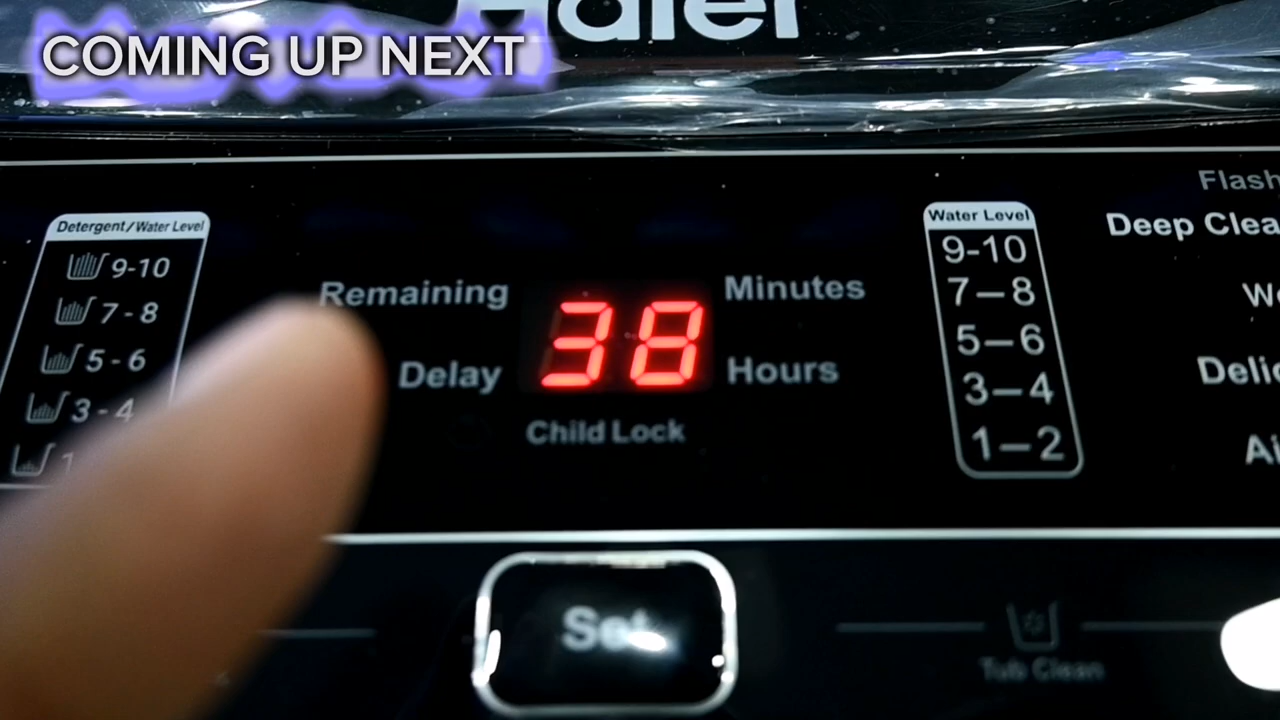 Haier
COMING UP NEXT
Detergent/Water Level
9-10
7-8
5-6
3-4
1
Remaining
Delay
38
Minutes
Hours
Child Lock
Water Level
9-10
7-8
5-6
3-4
1-2
Flash
Deep Clea
We
Delic
Ai
Set
Tub Clean